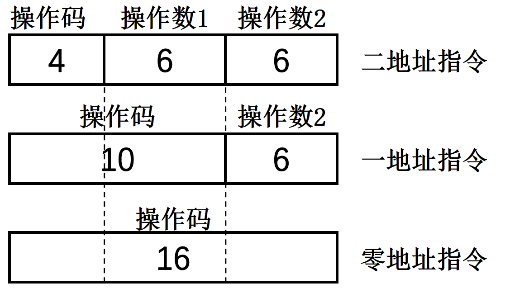 操作码 操作数1 操作数2
4 6 6 二地址指令
操作码 操作数2
10 6 一地址指令
操作码
16 零地址指令